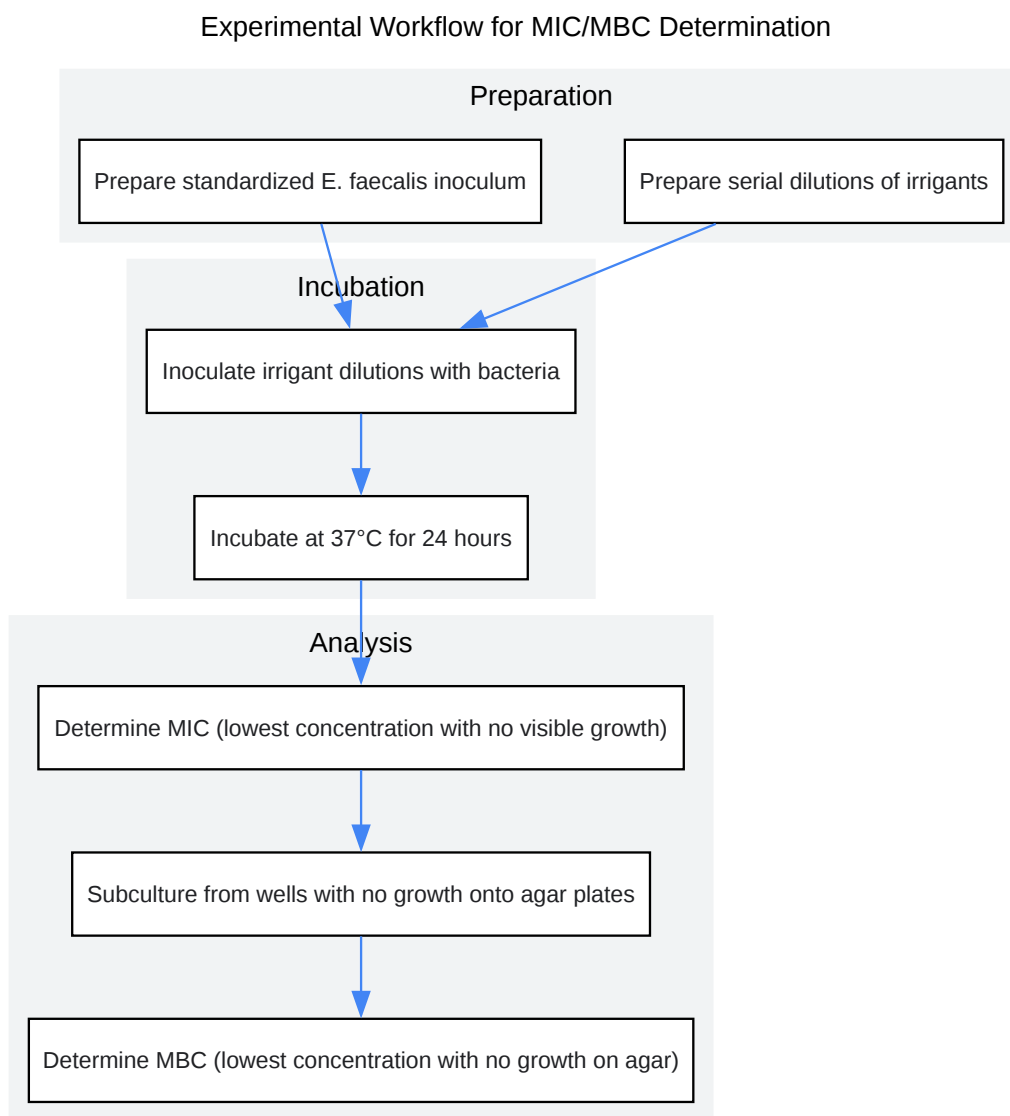 Experimental Workflow for MIC/MBC Determination
Preparation
Prepare standardized E. faecalis inoculum
Prepare serial dilutions of irrigants
Incubation
Inoculate irrigant dilutions with bacteria
Incubate at 37°C for 24 hours
Analysis
Determine MIC (lowest concentration with no visible growth)
Subculture from wells with no growth onto agar plates
Determine MBC (lowest concentration with no growth on agar)